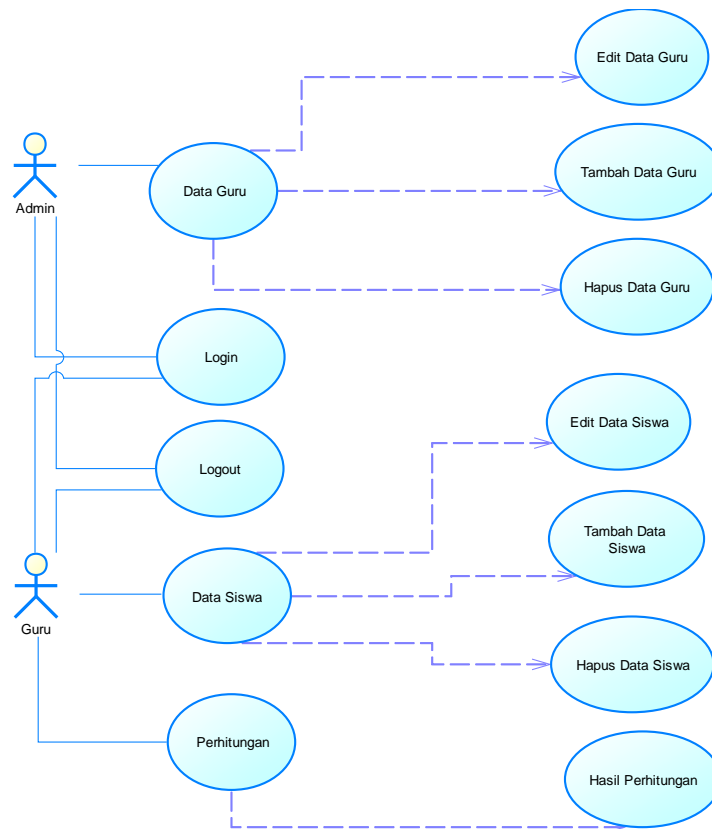 Edit Data Guru
Admin
Data Guru
Tambah Data Guru
Hapus Data Guru
Login
Edit Data Siswa
Logout
Tambah Data
Siswa
Guru
Data Siswa
Hapus Data Siswa
Perhitungan
Hasil Perhitungan